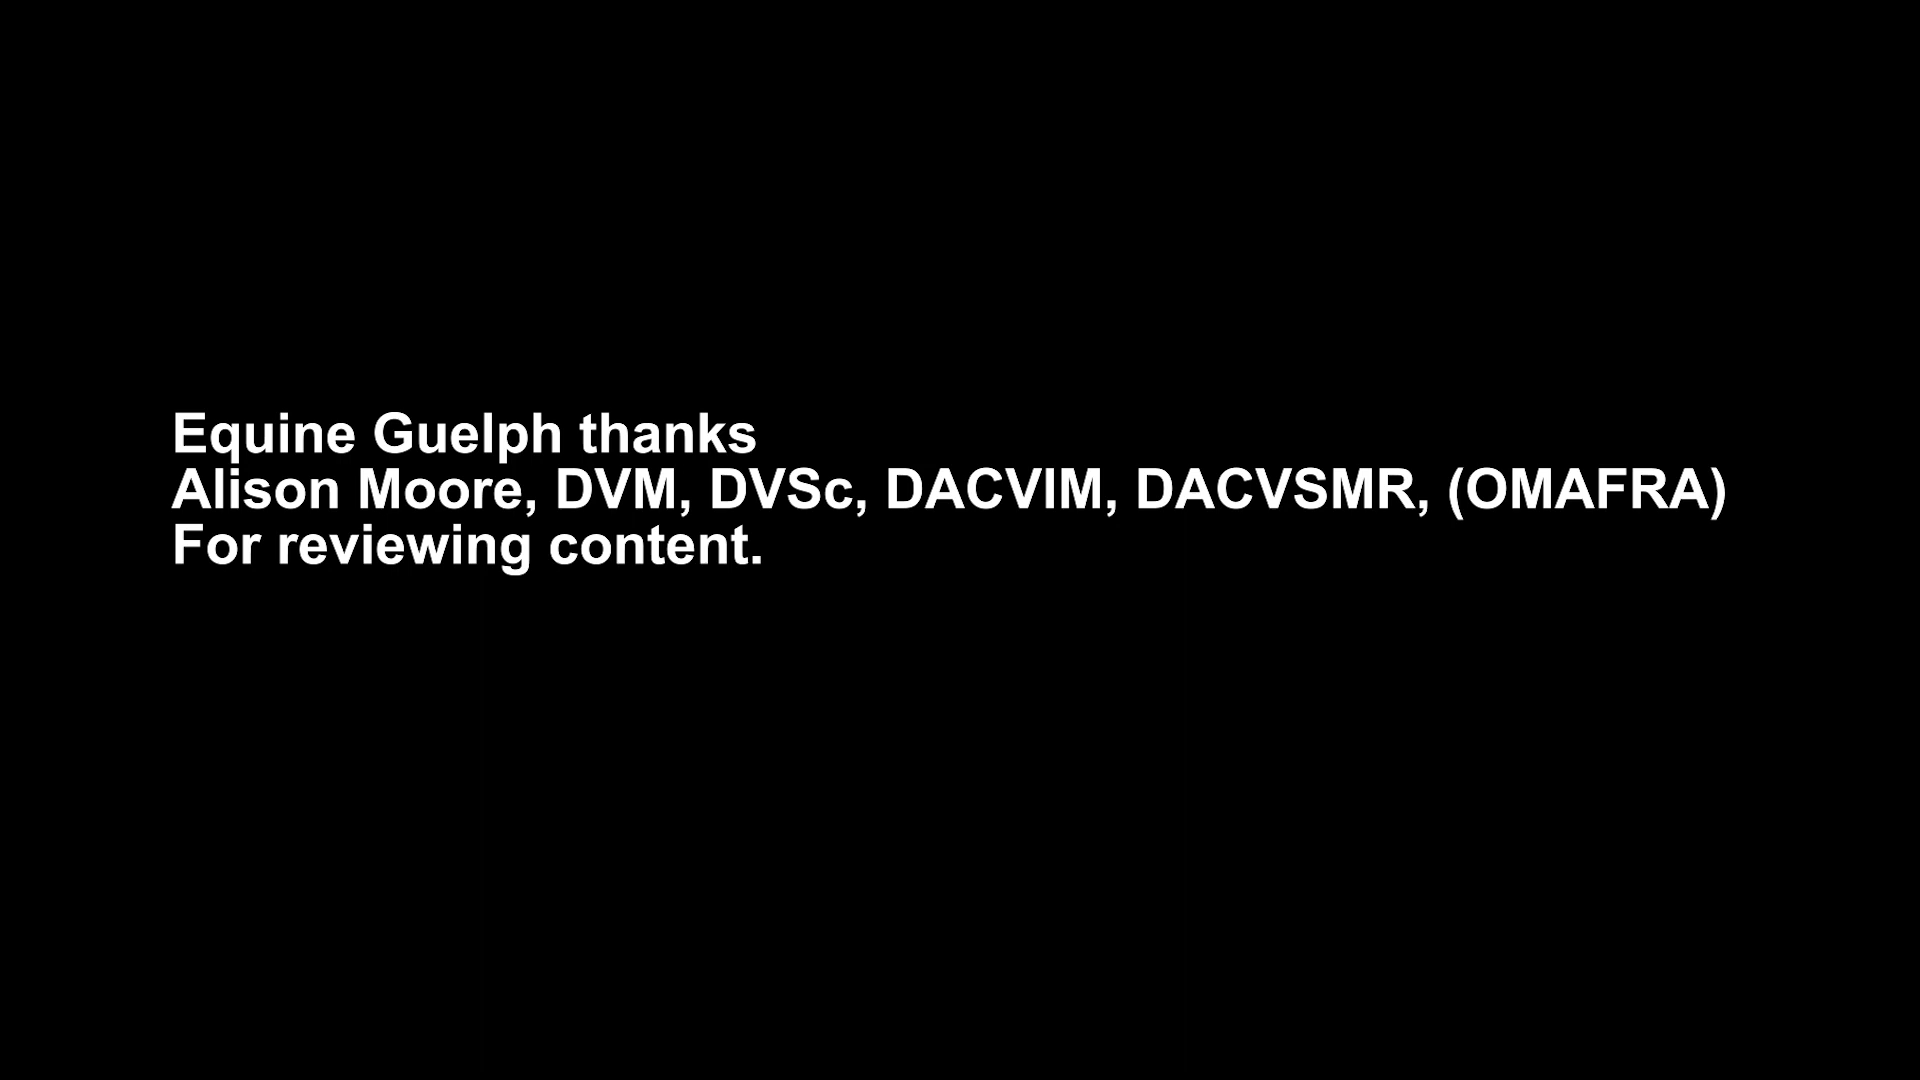 Equine Guelph thanks
Alison Moore, DVM, DVSc, DACVIM, DACVSMR, (OMAFRA)
For reviewing content.